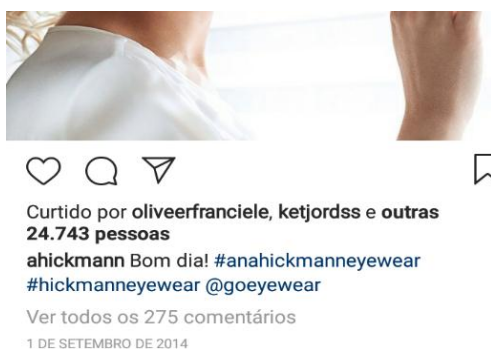 Curtido por oliveerfranciele, ketjordss e outras
24.743 pessoas
ahickmann Bom dia! #anahickmanneyewear
#hickmanneyewear @goeyewear
Ver todos os 275 comentários
1 DE SETEMBRO DE 2014